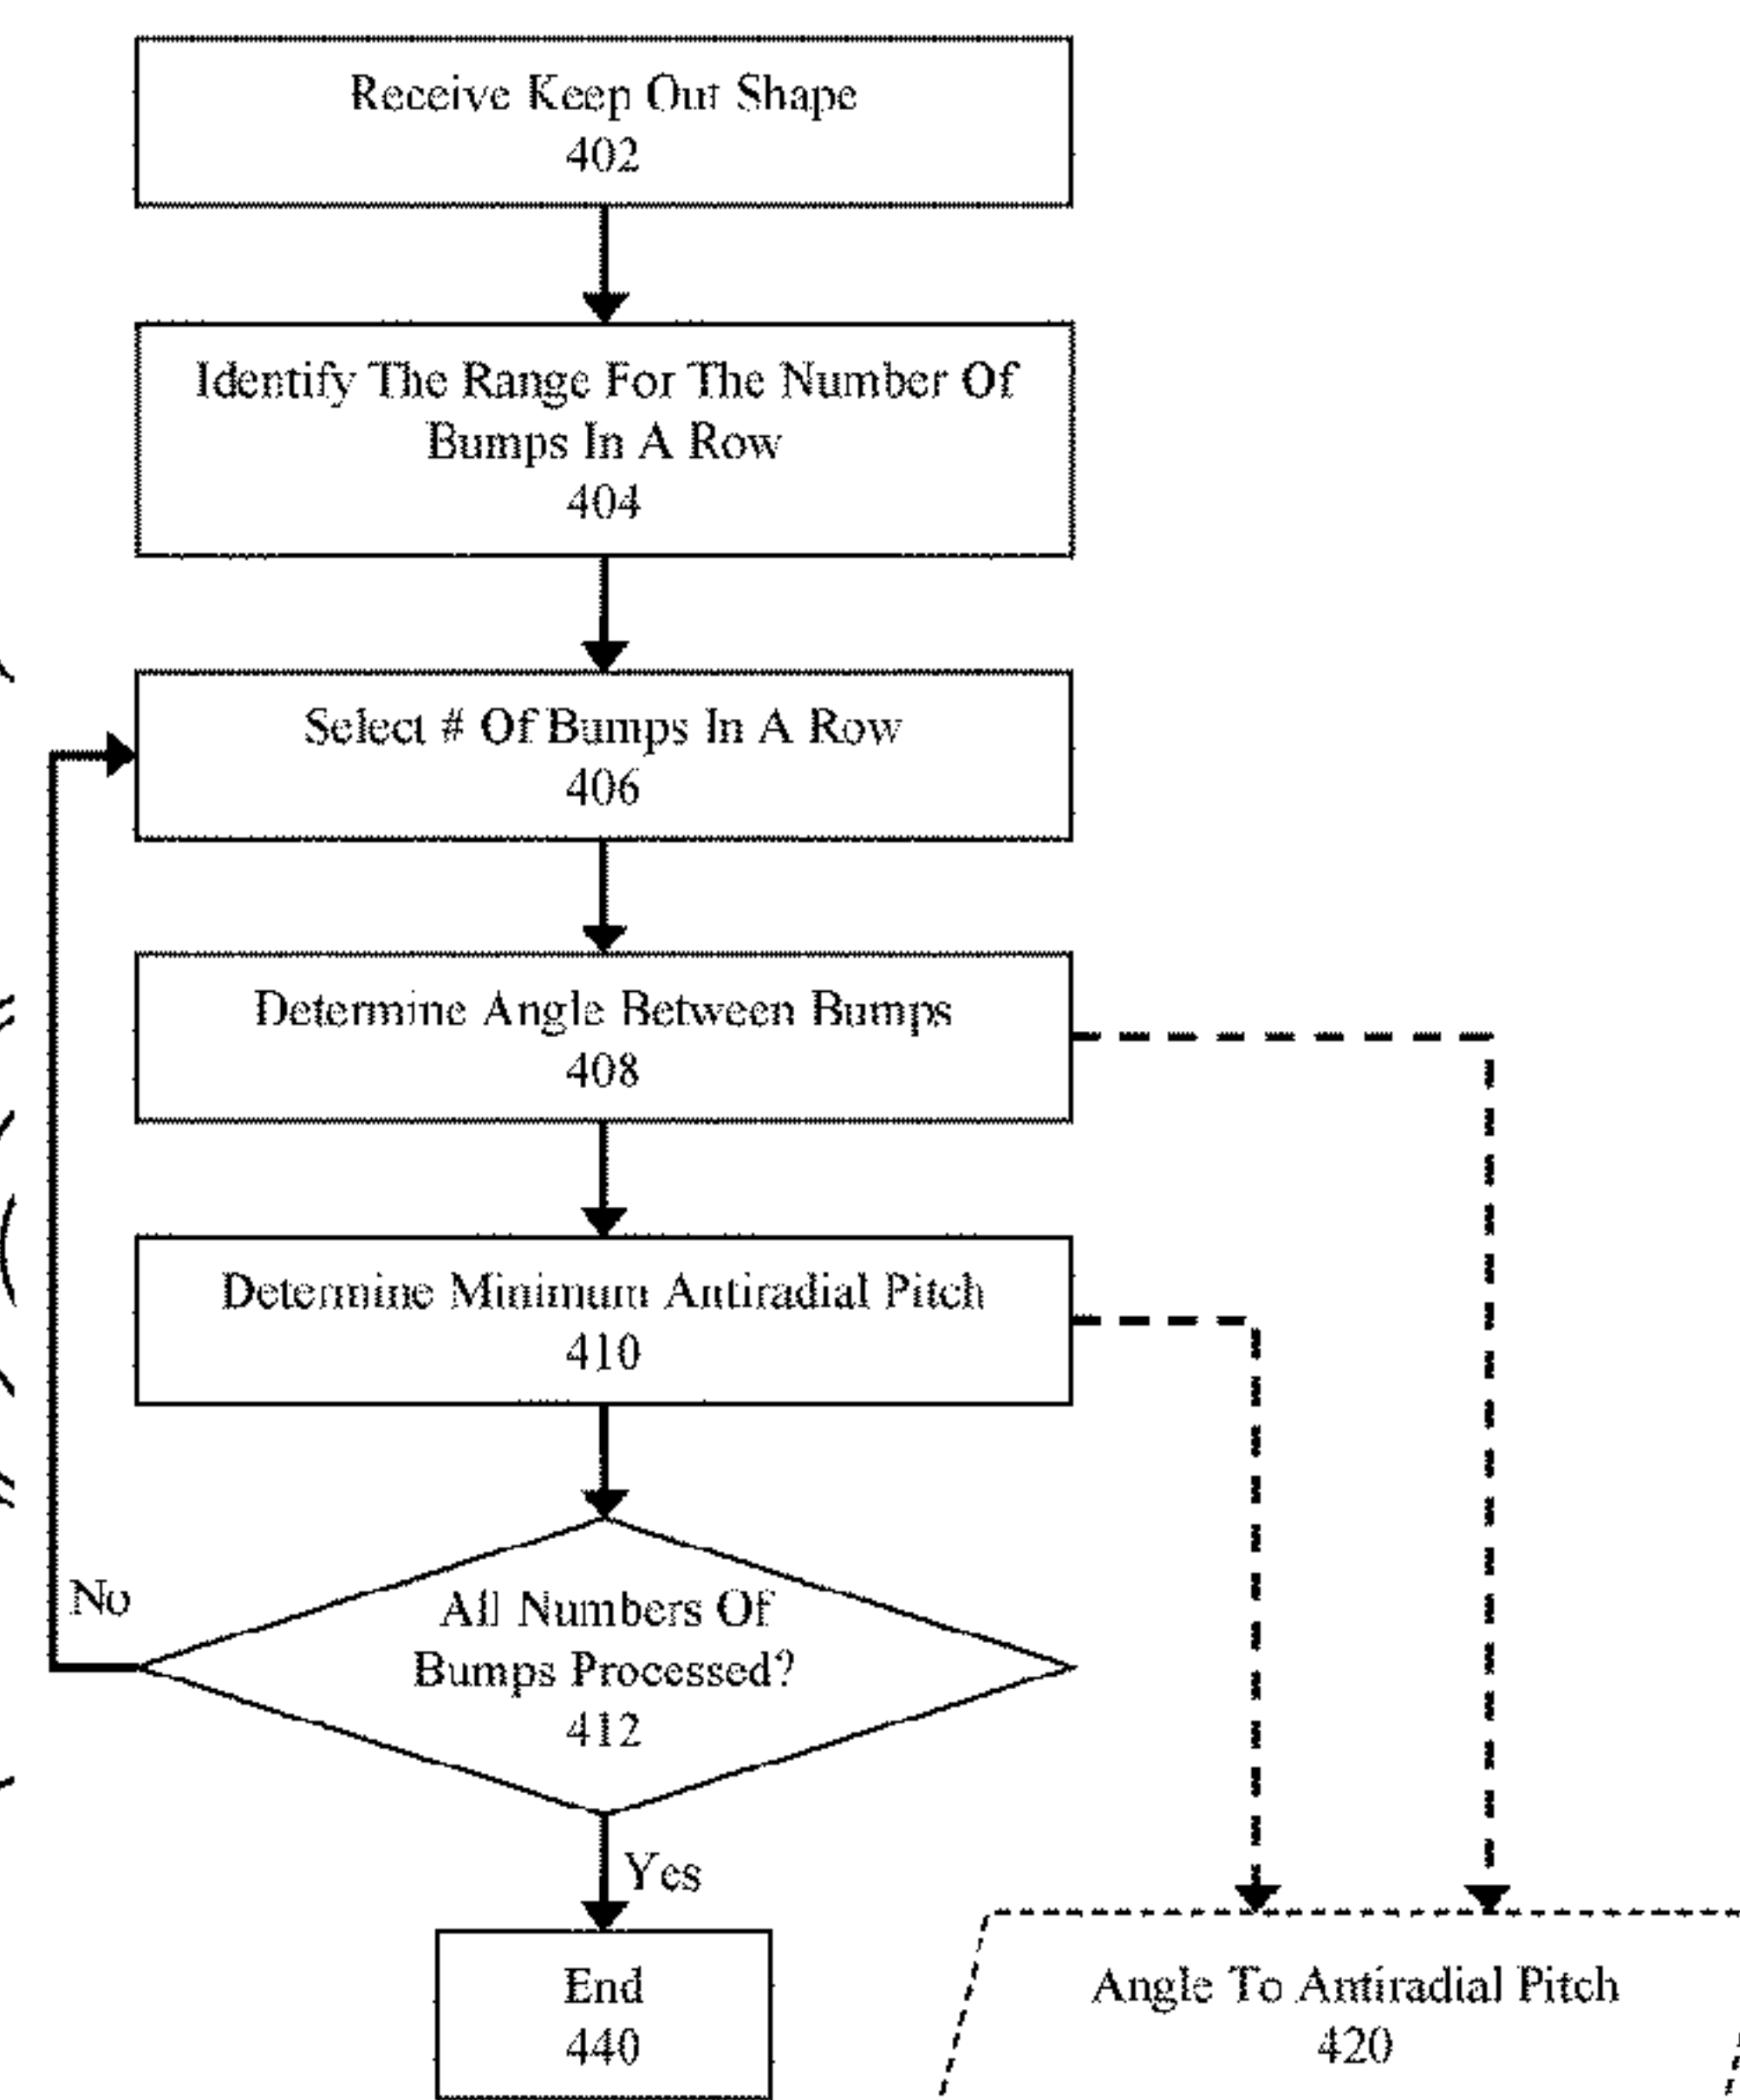 Receive Keep Out Shape
402
Identify The Range For The Number Of
Bumps In A Row
404
Select # Of Bumps In A Row
406
Determine Angle Between Bumps
408
Determine Minimum Antiradial Pitch
410
No
All Numbers Of
Bumps Processed?
412
Yes
End
440
Angle To Antiradial Pitch
420